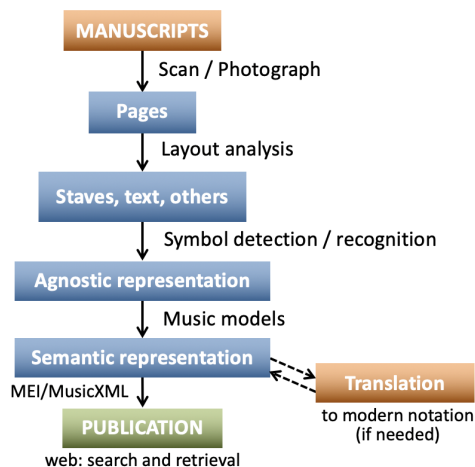 MANUSCRIPTS
Scan / Photograph
Pages
Layout analysis
Staves, text, others
Symbol detection / recognition
Agnostic representation
Music models
Semantic representation
Translation
to modern notation
(if needed)
MEI/MusicXML
PUBLICATION
web: search and retrieval